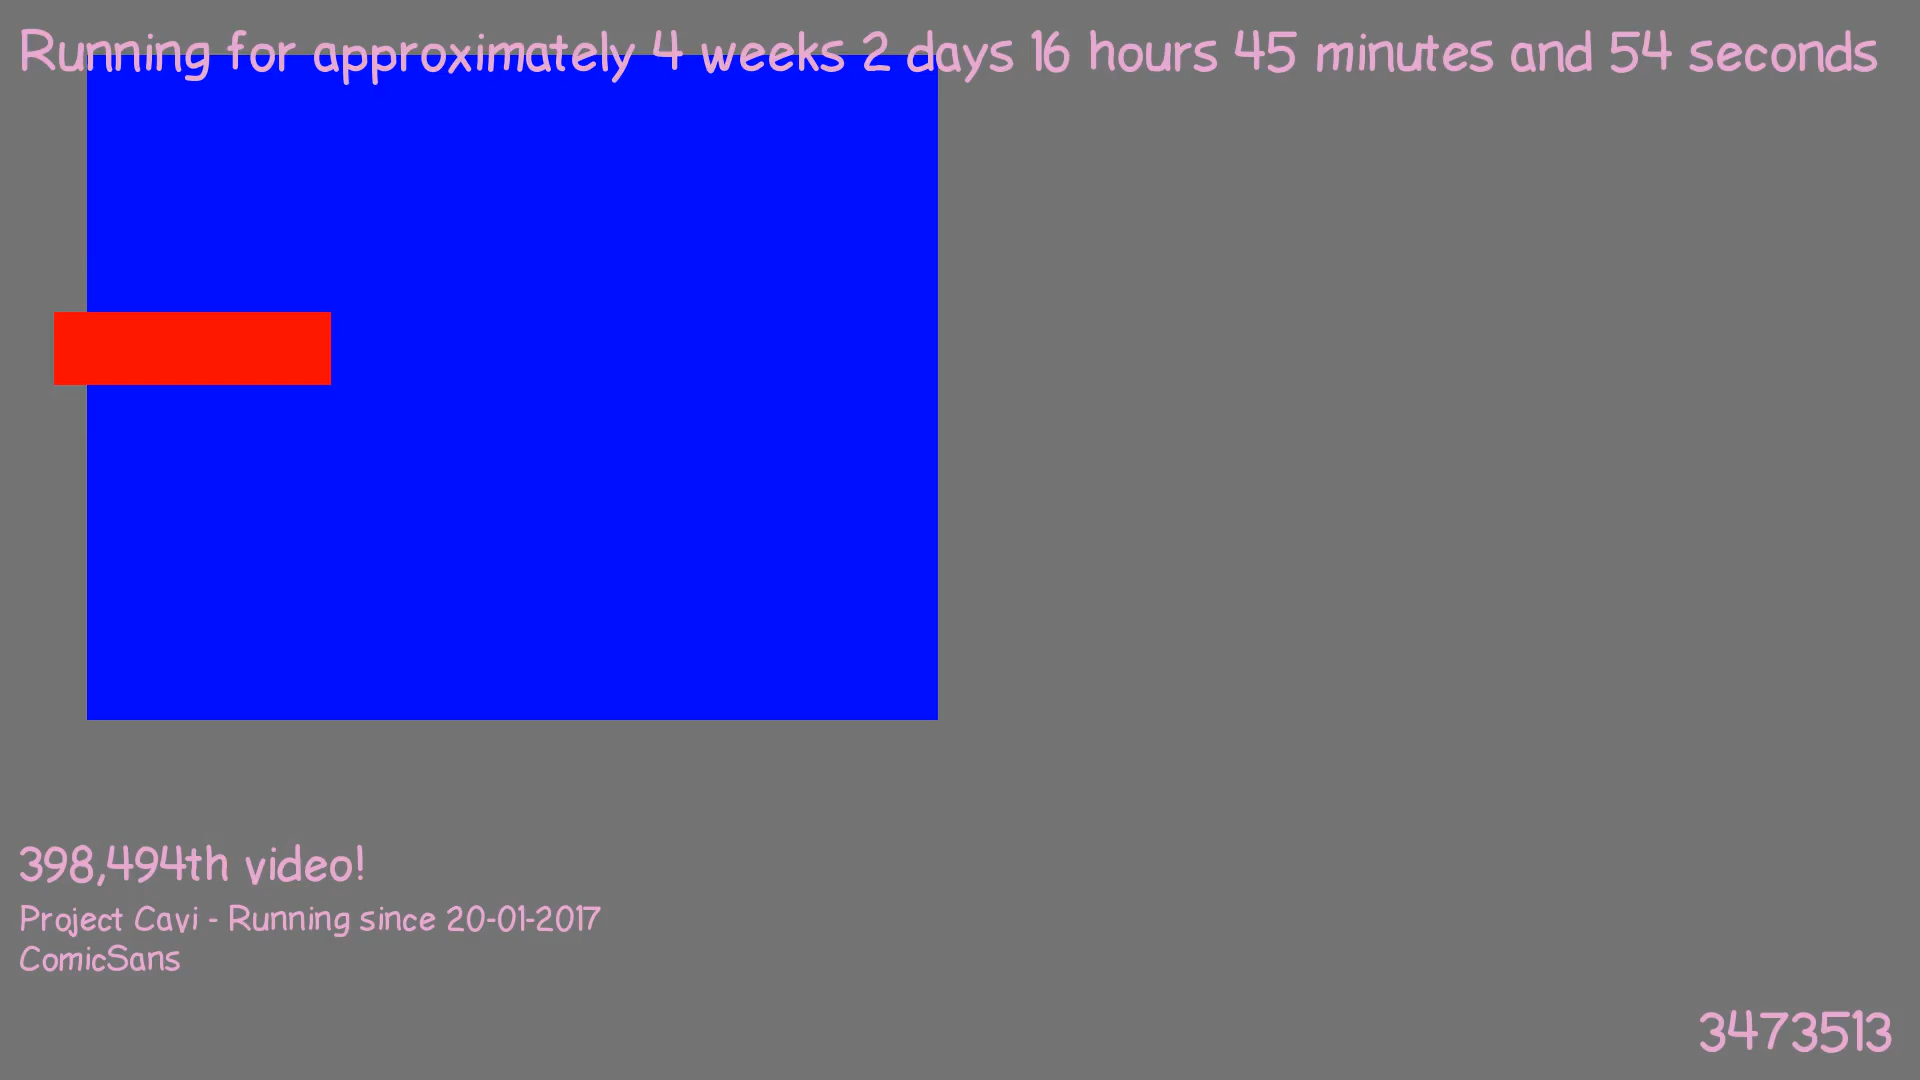 Running for approximately 4 weeks 2 days 16 hours 45 minutes and 54 seconds
398,494th video!
Project Cavi - Running since 20-01-2017
ComicSans
3473513